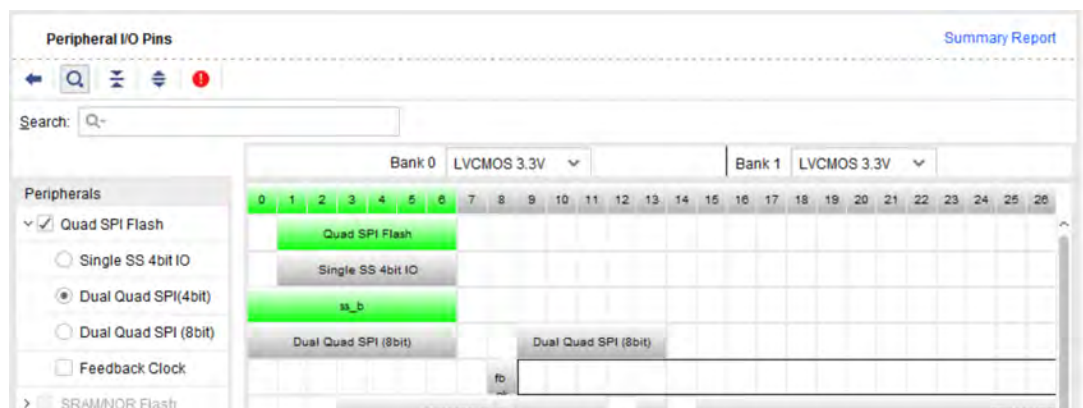 Peripheral I/O Pins
Summary Report
Search:
Bank 0 LVCMOS 3.3V Bank 1 LVCMOS 3.3V
Peripherals 0 1 2 3 4 5 6 7 8 9 10 11 12 13 14 15 16 17 18 19 20 21 22 23 24 25 26
Quad SPI Flash Quad SPI Flash
Single SS 4bit IO Single SS 4bit IO
Dual Quad SPI(4bit) ss_b
Dual Quad SPI (8bit) Dual Quad SPI (8bit) Dual Quad SPI (8bit)
Feedback Clock fb
SRAM/NOR Flash